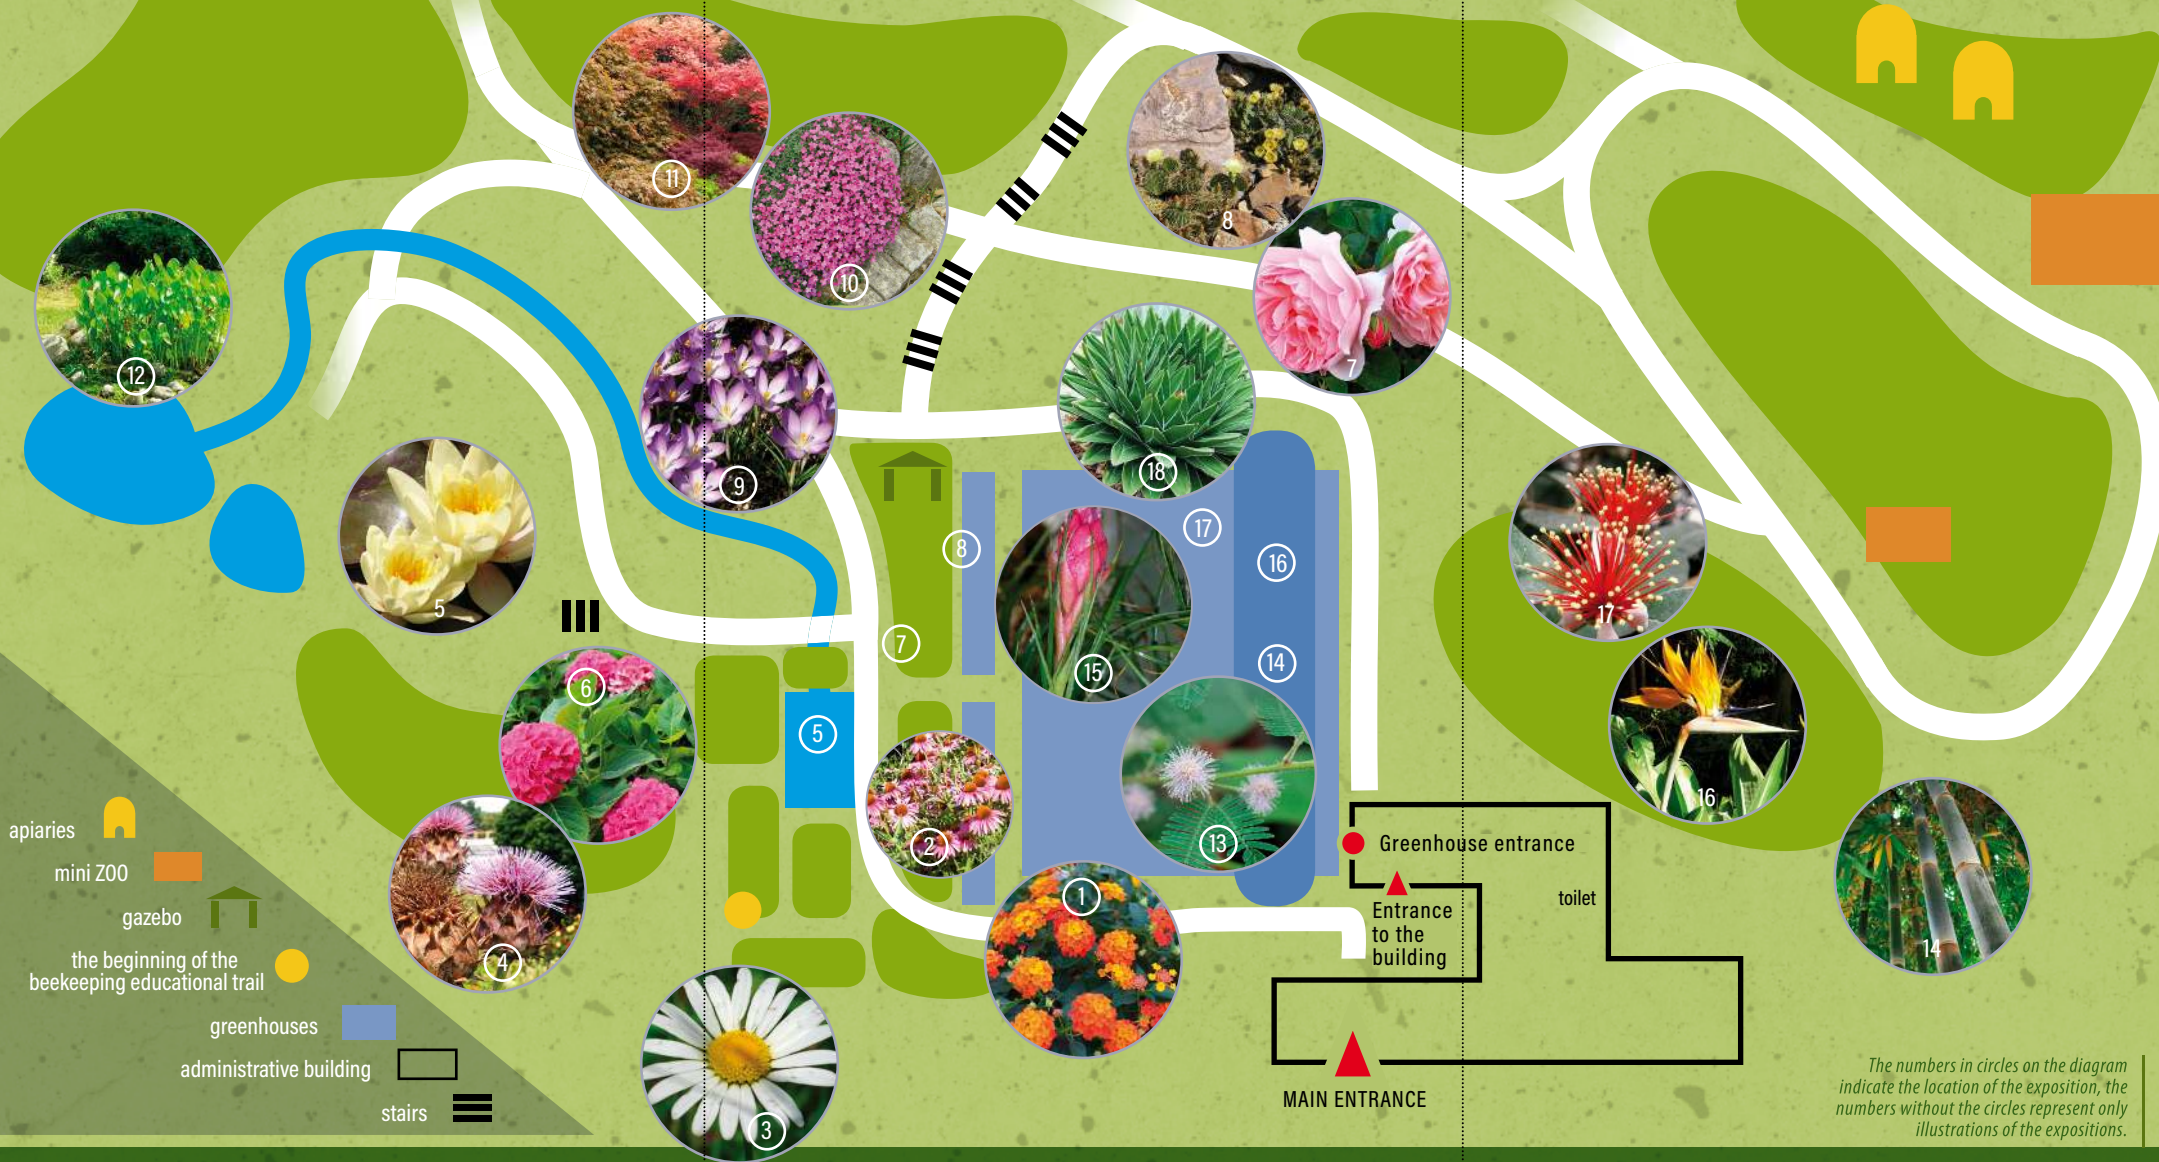 11
10
8
7
12
9
18
5
8
17
16
17
7
15
14
6
5
16
2
13
1
4
14
3
Greenhouse entrance
Entrance
to the
building
toilet
MAIN ENTRANCE
apiaries
mini ZOO
gazebo
the beginning of the
beekeeping educational trail
greenhouses
administrative building
stairs
The numbers in circles on the diagram
indicate the location of the exposition, the
numbers without the circles represent only
illustrations of the expositions.